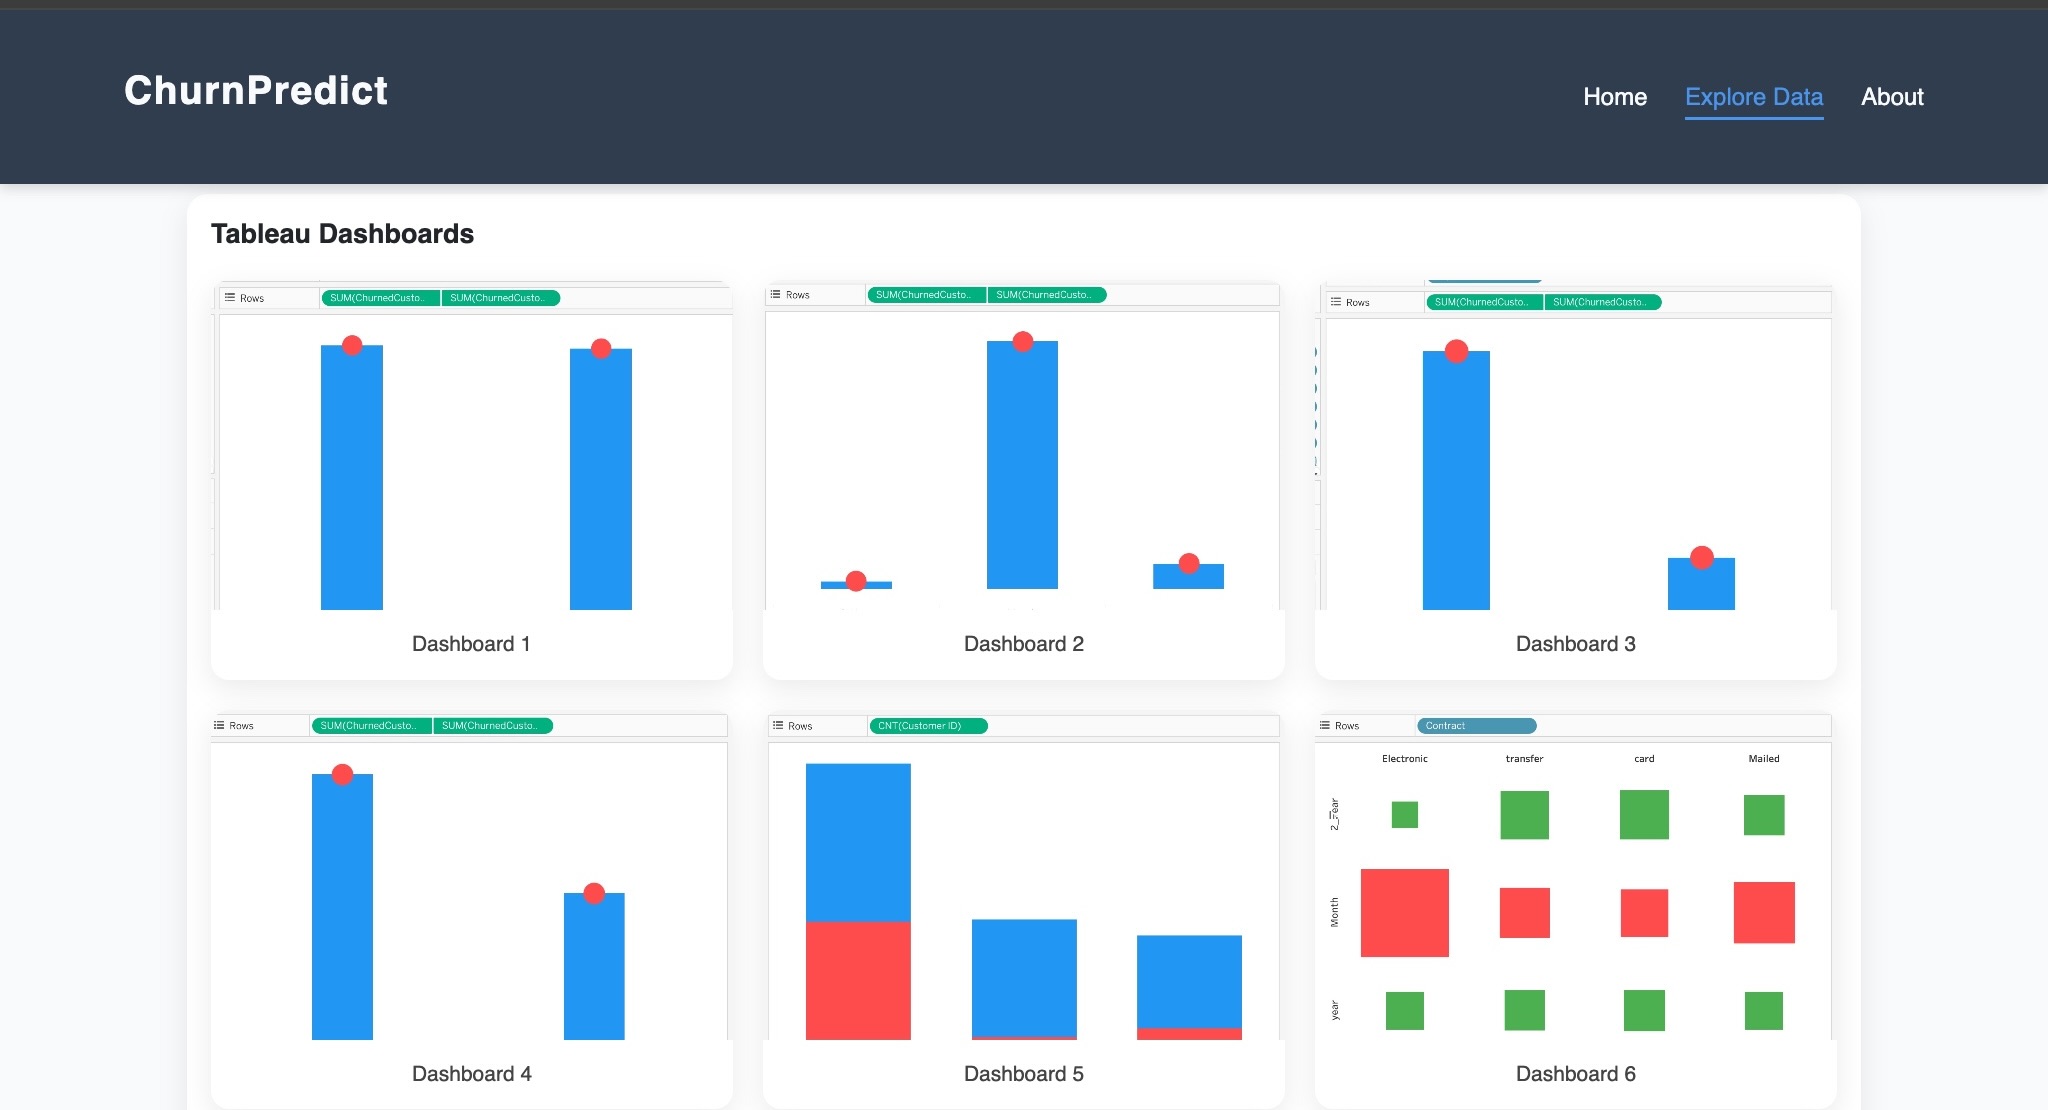 ChurnPredict
Home Explore Data About
Tableau Dashboards
Rows SUM(ChurnedCusto.. SUM(ChurnedCusto..
Rows SUM(ChurnedCusto.. SUM(ChurnedCusto..
Rows SUM(ChurnedCusto.. SUM(ChurnedCusto..
Dashboard 1
Dashboard 2
Dashboard 3
Rows SUM(ChurnedCusto.. SUM(ChurnedCusto..
Rows CNT(Customer ID)
Rows Contract
Electronic transfer card Mailed
Month
year
Dashboard 4
Dashboard 5
Dashboard 6